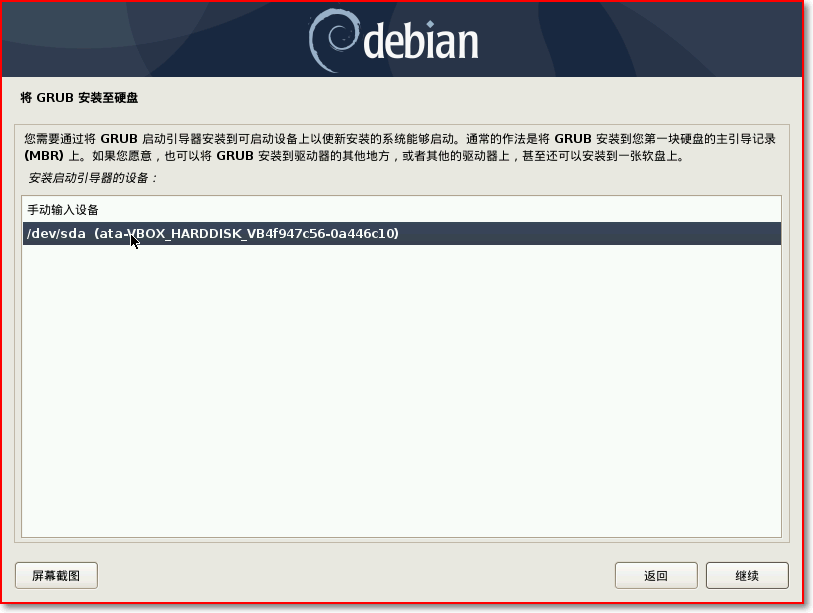 debian
将 GRUB 安装至硬盘
您需要通过将 GRUB 启动引导器安装到可启动设备上以使新安装的系统能够启动。通常的作法是将 GRUB 安装到您第一块硬盘的主引导记录
(MBR) 上。如果您愿意，也可以将 GRUB 安装到驱动器的其他地方，或者其他的驱动器上，甚至还可以安装到一张软盘上。
安装启动引导器的设备：
手动输入设备
/dev/sda  (ata-VBOX_HARDDISK_VB4f947c56-0a446c10)
屏幕截图
返回
继续